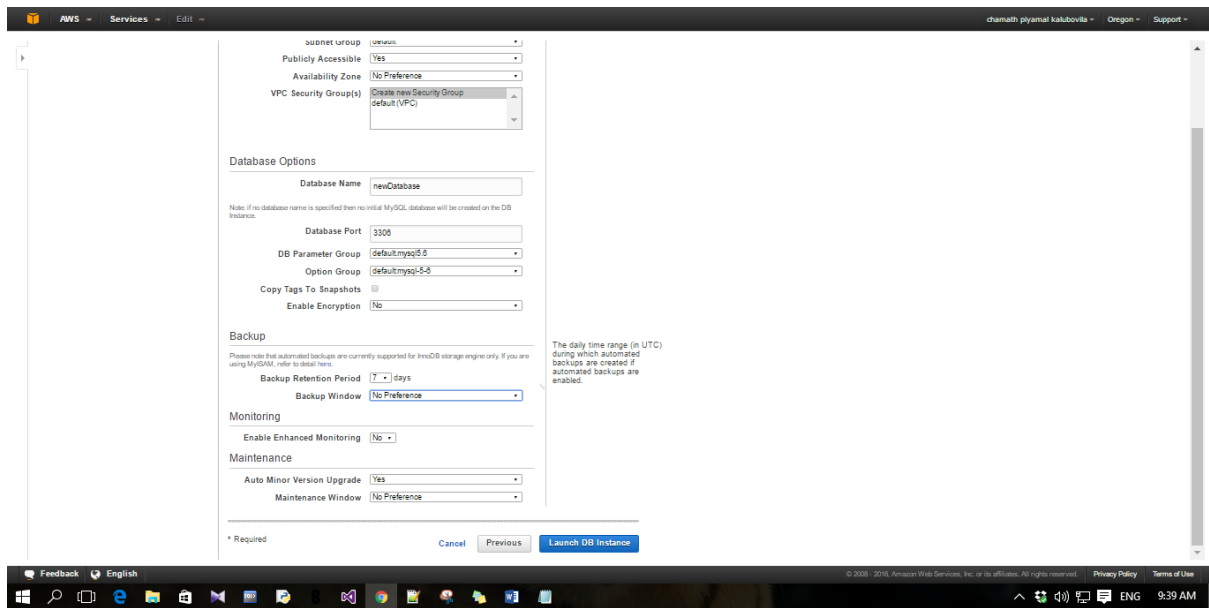 AWS Services Edit chamath piyamal kalubovila Oregon Support
Subnet Group default
Publicly Accessible Yes
Availability Zone No Preference
VPC Security Group(s) Create new Security Group
default (VPC)
Database Options
Database Name newDatabase
Note: if no database name is specified then no initial MySQL database will be created on the DB
Instance.
Database Port 3306
DB Parameter Group default.mysql5.6
Option Group default:mysql-5-6
Copy Tags To Snapshots
Enable Encryption No
Backup
Please note that automated backups are currently supported for InnoDB storage engine only. If you are
using MyISAM, refer to detail here.
Backup Retention Period 7 days
Backup Window No Preference
The daily time range (in UTC)
during which automated
backups are created if
automated backups are
enabled.
Monitoring
Enable Enhanced Monitoring No
Maintenance
Auto Minor Version Upgrade Yes
Maintenance Window No Preference
* Required
Cancel Previous Launch DB Instance
Feedback English © 2008 - 2016, Amazon Web Services, Inc. or its affiliates. All rights reserved. Privacy Policy Terms of Use
ENG 9:39 AM